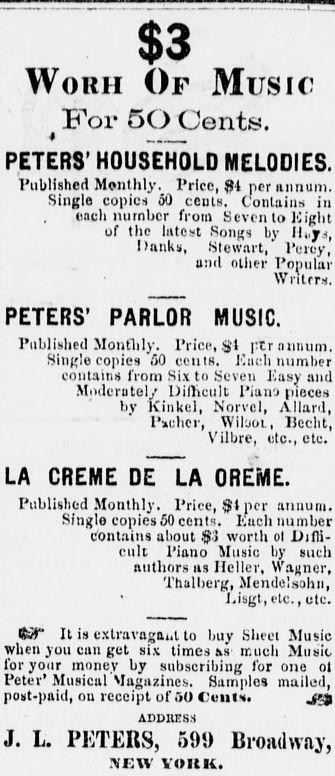 $3
WORH OF MUSIC
For 50 Cents.
PETERS' HOUSEHOLD MELODIES.
Published Monthly. Price, $4 per annum.
Single copies 50 cents. Contains in
each number from Seven to Eight
of the latest Songs by Hays,
Danks, Stewart, Percy,
and other Popular
Writers.
PETERS' PARLOR MUSIC.
Published Monthly. Price, $4 per annum.
Single copies 50 cents. Each number
contains from Six to Seven Easy and
Moderately Difficult Piano pieces
by Kinkel, Norvel, Allard,
Pacher, Wilson, Becht,
Vilbre, etc., etc.
LA CREME DE LA OREME.
Published Monthly. Price, $4 per annum.
Single copies 50 cents. Each number
contains about $3 worth of Diffi-
cult Piano Music by such
authors as Heller, Wagner,
Thalberg, Mendelsohn,
Lisgt, etc., etc.
☞ It is extravagant to buy Sheet Music
when you can get six times as much Music
for your money by subscribing for one of
Peter' Musical Magazines. Samples mailed,
post-paid, on receipt of 50 Cents. ☜
ADDRESS
J. L. PETERS, 599 Broadway,
NEW YORK.